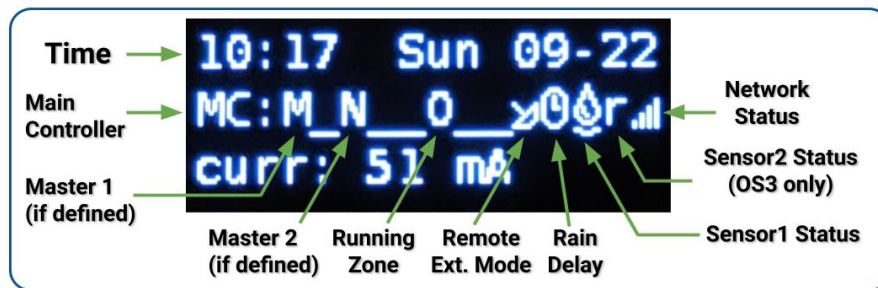 Time
10:17 Sun 09-22
Main
Controller
MC:M_N___O___r
curr: 51 mA
Network
Status
Sensor2 Status
(OS3 only)
Sensor1 Status
Master 1
(if defined)
Master 2
(if defined)
Running
Zone
Remote
Ext. Mode
Rain
Delay